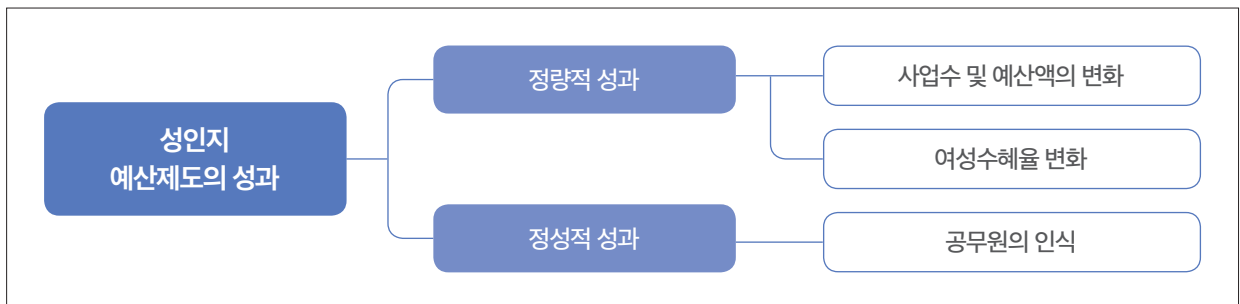 성인지
예산제도의 성과
정량적 성과
사업수 및 예산액의 변화
여성수혜율 변화
정성적 성과
공무원의 인식